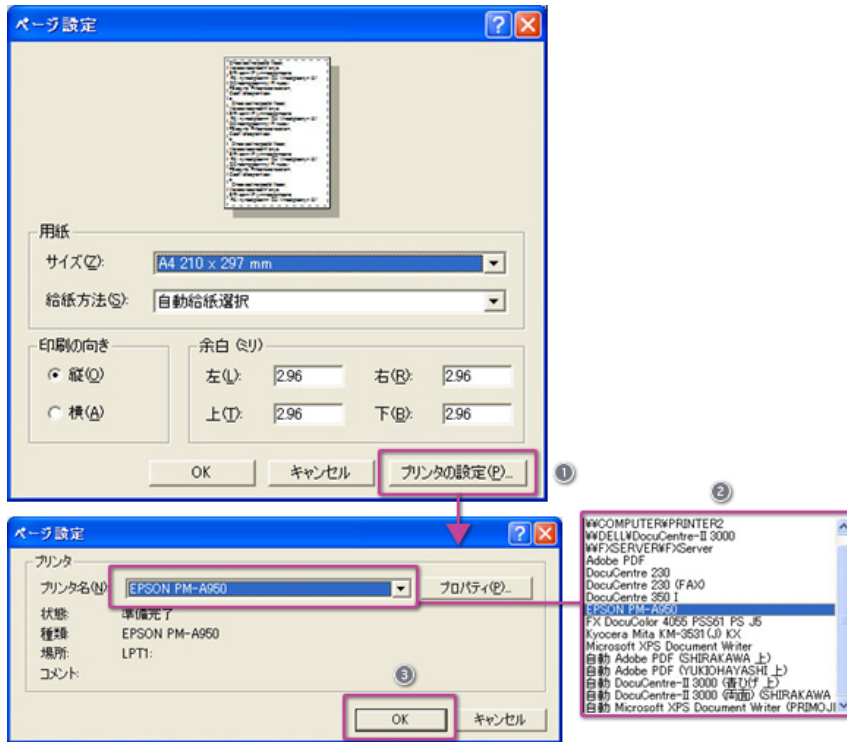 ページ設定
用紙
サイズ(Z): A4 210 x 297 mm
給紙方法(S): 自動給紙選択
印刷の向き
縦(O)
横(A)
余白 (ミリ)
左(L): 2.96 右(R): 2.96
上(T): 2.96 下(B): 2.96
OK キャンセル プリンタの設定(P)...
1
ページ設定
プリンタ
プリンタ名(N): EPSON PM-A950 プロパティ(P)...
状態: 準備完了
種類: EPSON PM-A950
場所: LPT1:
コメント:
3
OK キャンセル
2
¥¥COMPUTER¥PRINTER2
¥¥DELL¥DocuCentre-II 3000
¥¥FXSERVER¥FXServer
Adobe PDF
DocuCentre 230
DocuCentre 230 (FAX)
DocuCentre 350 I
EPSON PM-A950
FX DocuColor 4055 PSS61 PS J5
Kyocera Mita KM-3531(J) KX
Microsoft XPS Document Writer
自動 Adobe PDF (SHIRAKAWA 上)
自動 Adobe PDF (YUKIOHAYASHI 上)
自動 DocuCentre-II 3000 (青ひげ 上)
自動 DocuCentre-II 3000 (両面) (SHIRAKAWA
自動 Microsoft XPS Document Writer (PRIMOJI